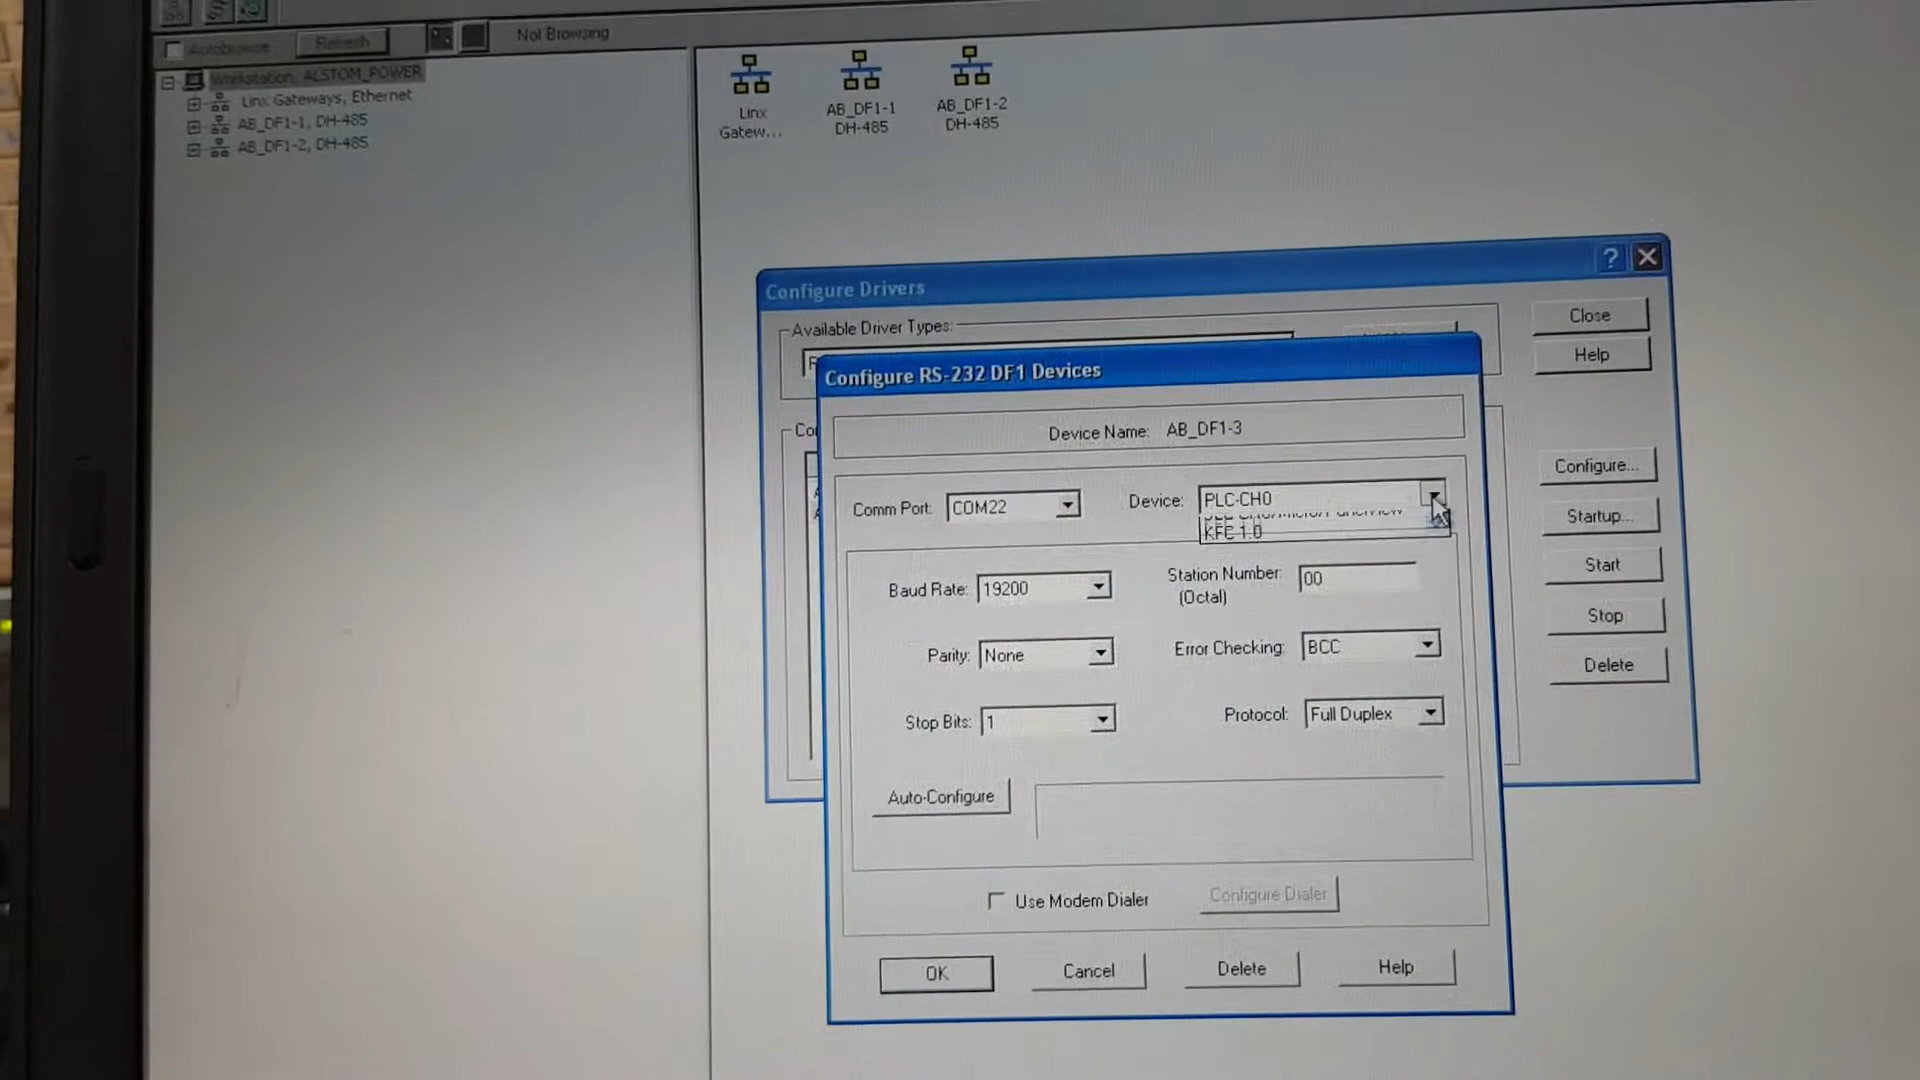 Autobrowse
Refresh
Not Browsing
Workstation, ALSTOM_POWER
Linx Gateways, Ethernet
AB_DF1-1, DH-485
AB_DF1-2, DH-485
Linx
Gatew...
AB_DF1-1
DH-485
AB_DF1-2
DH-485
Configure Drivers
Available Driver Types:
Close
Help
Configure...
Startup...
Start
Stop
Delete
Configure RS-232 DF1 Devices
Device Name: AB_DF1-3
Comm Port: COM22
Device: PLC-CH0
KFC 1.0
Baud Rate: 19200
Station Number: 00
(Octal)
Parity: None
Error Checking: BCC
Stop Bits: 1
Protocol: Full Duplex
Auto-Configure
Use Modem Dialer
Configure Dialer
OK
Cancel
Delete
Help